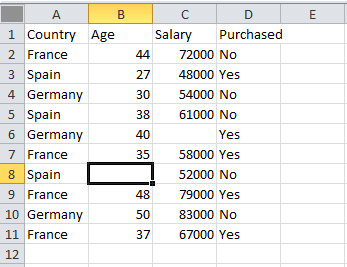 A B C D E
1 Country Age Salary Purchased
2 France 44 72000 No
3 Spain 27 48000 Yes
4 Germany 30 54000 No
5 Spain 38 61000 No
6 Germany 40 Yes
7 France 35 58000 Yes
8 Spain 52000 No
9 France 48 79000 Yes
10 Germany 50 83000 No
11 France 37 67000 Yes
12